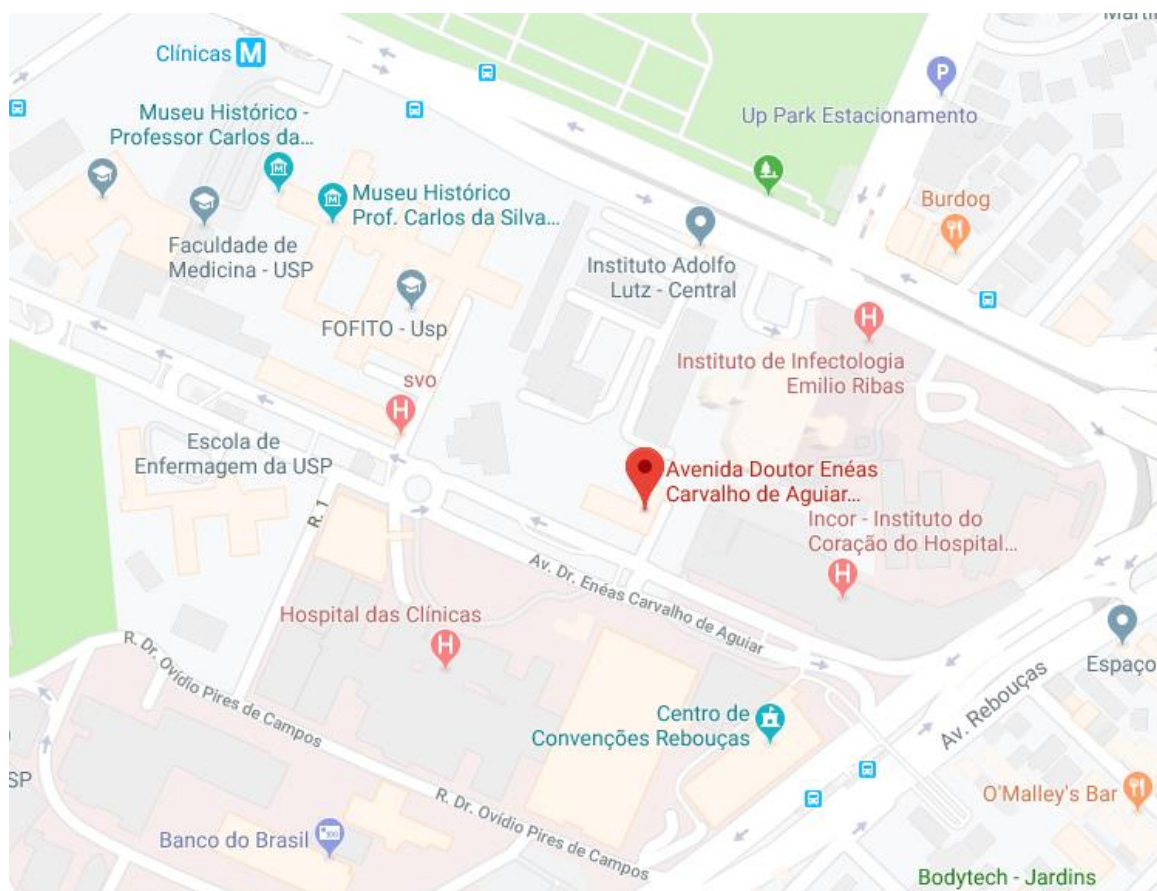 Clínicas M
Museu Histórico -
Professor Carlos da...
Museu Histórico
Prof. Carlos da Silva...
Faculdade de
Medicina - USP
FOFITO - Usp
svo
H
Escola de
Enfermagem da USP
R. 1
Instituto Adolfo
Lutz - Central
P
Up Park Estacionamento
Burdog
H
Instituto de Infectologia
Emilio Ribas
Avenida Doutor Enéas
Carvalho de Aguiar...
Incor - Instituto do
Coração do Hospital...
H
Av. Dr. Enéas Carvalho de Aguiar
Hospital das Clínicas
H
R. Dr. Ovídio Pires de Campos
Centro de
Convenções Rebouças
Espaço
Av. Rebouças
SP
R. Dr. Ovídio Pires de Campos
O'Malley's Bar
Banco do Brasil
Bodytech - Jardins